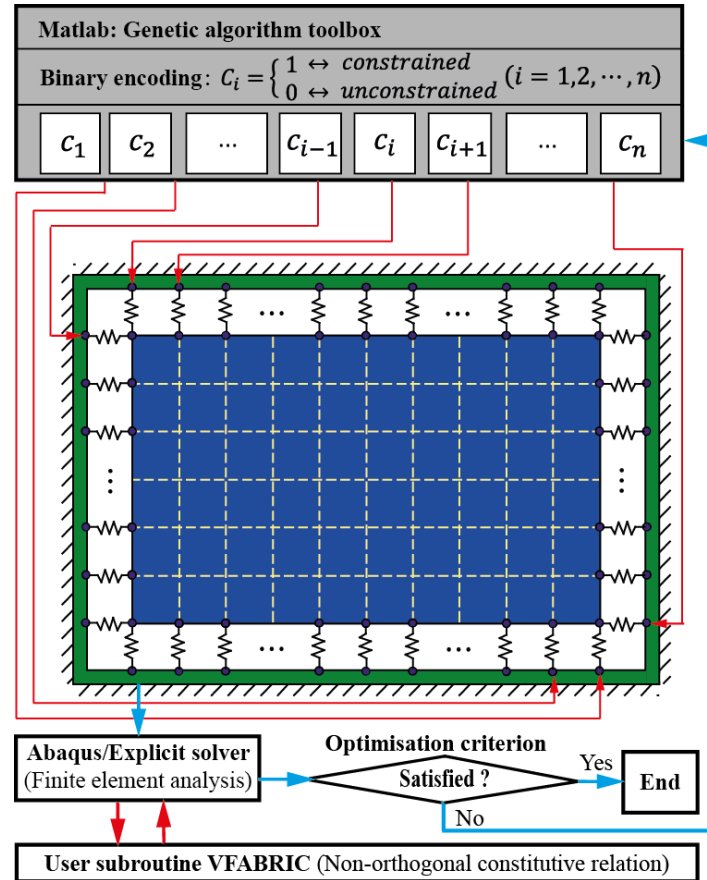 Matlab: Genetic algorithm toolbox
Binary encoding: C_i = { 1 ↔ constrained
0 ↔ unconstrained (i = 1,2, ⋯, n)
c_1 c_2 ... c_{i−1} c_i c_{i+1} ... c_n
... ...
⋮ ⋮
... ...
Abaqus/Explicit solver
(Finite element analysis)
Optimisation criterion
Satisfied ?
Yes
End
No
User subroutine VFABRIC (Non-orthogonal constitutive relation)